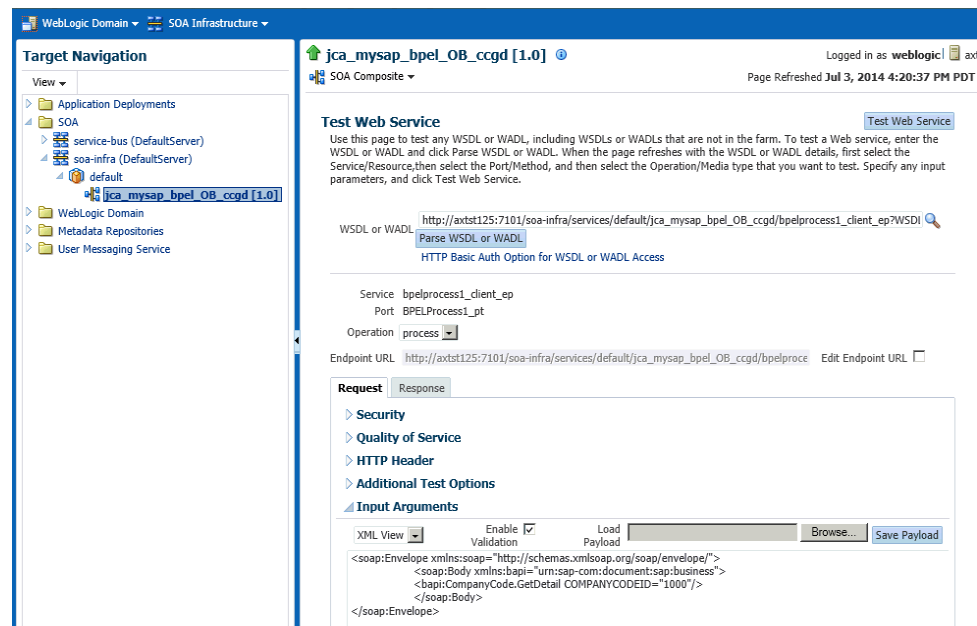 WebLogic Domain SOA Infrastructure
Target Navigation
View
Application Deployments
SOA
service-bus (DefaultServer)
soa-infra (DefaultServer)
default
jca_mysap_bpel_OB_ccgd [1.0]
WebLogic Domain
Metadata Repositories
User Messaging Service
jca_mysap_bpel_OB_ccgd [1.0]
Logged in as weblogic axt
SOA Composite
Page Refreshed Jul 3, 2014 4:20:37 PM PDT
Test Web Service
Test Web Service
Use this page to test any WSDL or WADL, including WSDLs or WADLs that are not in the farm. To test a Web service, enter the
WSDL or WADL and click Parse WSDL or WADL. When the page refreshes with the WSDL or WADL details, first select the
Service/Resource,then select the Port/Method, and then select the Operation/Media type that you want to test. Specify any input
parameters, and click Test Web Service.
WSDL or WADL http://axtst125:7101/soa-infra/services/default/jca_mysap_bpel_OB_ccgd/bpelprocess1_client_ep?WSDL
Parse WSDL or WADL
HTTP Basic Auth Option for WSDL or WADL Access
Service bpelprocess1_client_ep
Port BPELProcess1_pt
Operation process
Endpoint URL http://axtst125:7101/soa-infra/services/default/jca_mysap_bpel_OB_ccgd/bpelproce Edit Endpoint URL
Request Response
Security
Quality of Service
HTTP Header
Additional Test Options
Input Arguments
XML View Enable Validation Load Payload Browse... Save Payload
<soap:Envelope xmlns:soap="http://schemas.xmlsoap.org/soap/envelope/">
<soap:Body xmlns:bapi="urn:sap-com:document:sap:business">
<bapi:CompanyCode.GetDetail COMPANYCODEID="1000"/>
</soap:Body>
</soap:Envelope>